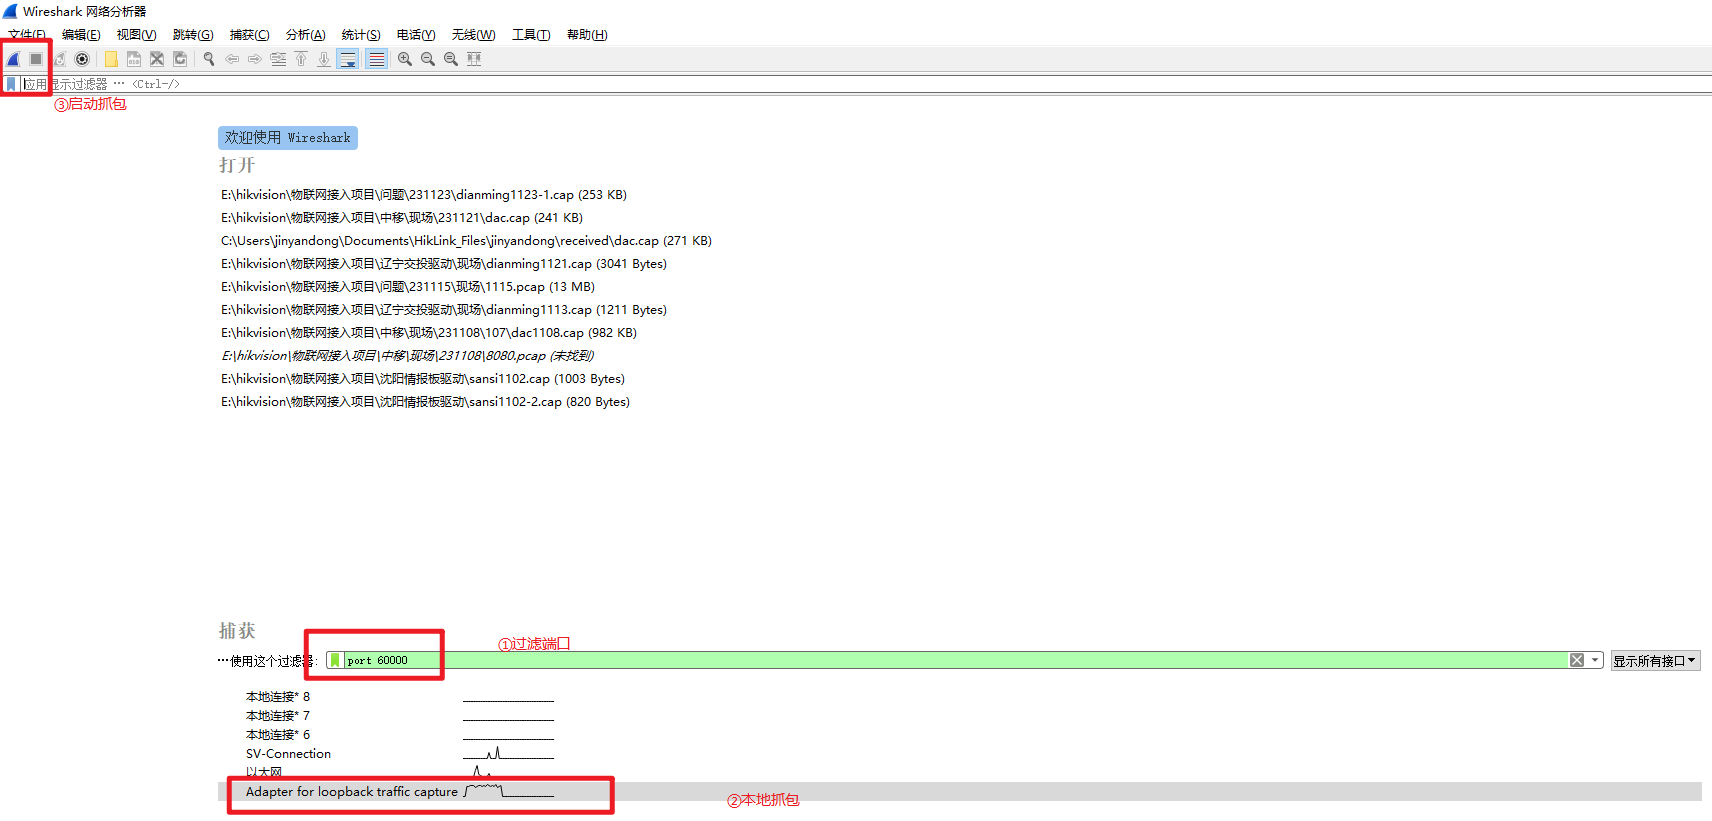 Wireshark 网络分析器
文件(F) 编辑(E) 视图(V) 跳转(G) 捕获(C) 分析(A) 统计(S) 电话(Y) 无线(W) 工具(T) 帮助(H)
应用显示过滤器 … <Ctrl-/>
③启动抓包
欢迎使用 Wireshark
打开
E:\hikvision\物联网接入项目\问题\231123\dianming1123-1.cap (253 KB)
E:\hikvision\物联网接入项目\中移\现场\231121\dac.cap (241 KB)
C:\Users\jinyandong\Documents\HikLink_Files\jinyandong\received\dac.cap (271 KB)
E:\hikvision\物联网接入项目\辽宁交投驱动\现场\dianming1121.cap (3041 Bytes)
E:\hikvision\物联网接入项目\问题\231115\现场\1115.pcap (13 MB)
E:\hikvision\物联网接入项目\辽宁交投驱动\现场\dianming1113.cap (1211 Bytes)
E:\hikvision\物联网接入项目\中移\现场\231108\107\dac1108.cap (982 KB)
E:\hikvision\物联网接入项目\中移\现场\231108\8080.pcap (未找到)
E:\hikvision\物联网接入项目\沈阳情报板驱动\sansi1102.cap (1003 Bytes)
E:\hikvision\物联网接入项目\沈阳情报板驱动\sansi1102-2.cap (820 Bytes)
捕获
①过滤端口
…使用这个过滤器: port 60000 显示所有接口
本地连接* 8
本地连接* 7
本地连接* 6
SV-Connection
以太网
Adapter for loopback traffic capture
②本地抓包